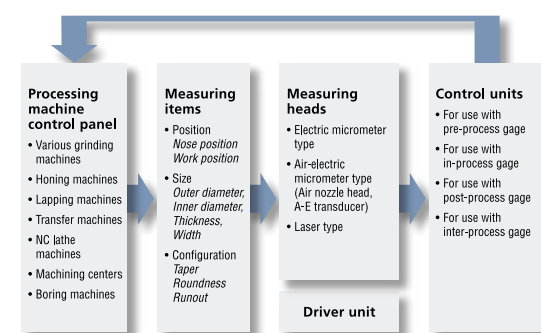 Processing
machine
control panel
• Various grinding
machines
• Honing machines
• Lapping machines
• Transfer machines
• NC lathe
machines
• Machining centers
• Boring machines
Measuring
items
• Position
Nose position
Work position
• Size
Outer diameter,
Inner diameter,
Thickness,
Width
• Configuration
Taper
Roundness
Runout
Measuring
heads
• Electric micrometer
type
• Air-electric
micrometer type
(Air nozzle head,
A-E transducer)
• Laser type
Driver unit
Control units
• For use with
pre-process gage
• For use with
in-process gage
• For use with
post-process gage
• For use with
inter-process gage